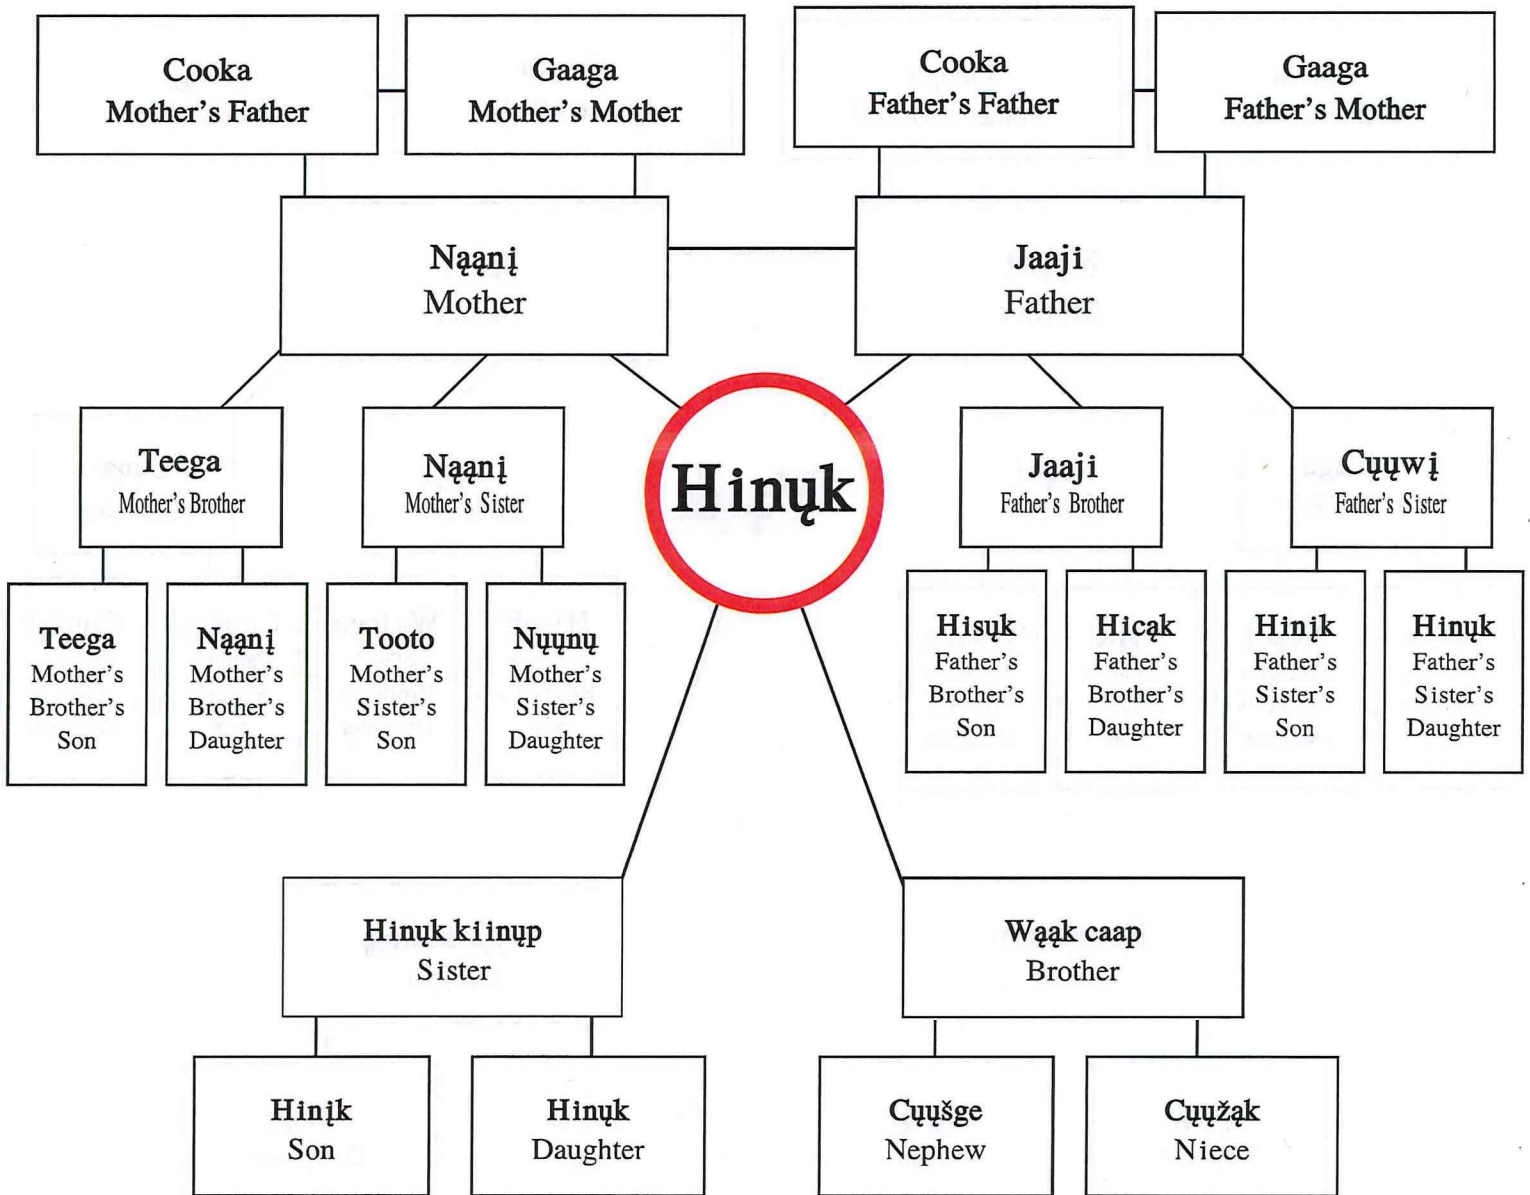 Cooka
Mother's Father
Gaaga
Mother's Mother
Cooka
Father's Father
Gaaga
Father's Mother
Nąąnį
Mother
Jaaji
Father
Teega
Mother's Brother
Nąąnį
Mother's Sister
Hinųk
Jaaji
Father's Brother
Cųųwį
Father's Sister
Teega
Mother's
Brother's
Son
Nąąnį
Mother's
Brother's
Daughter
Tooto
Mother's
Sister's
Son
Nųųnų
Mother's
Sister's
Daughter
Hisųk
Father's
Brother's
Son
Hicąk
Father's
Brother's
Daughter
Hinįk
Father's
Sister's
Son
Hinųk
Father's
Sister's
Daughter
Hinųk kiinųp
Sister
Wąąk caap
Brother
Hinįk
Son
Hinųk
Daughter
Cųųšge
Nephew
Cųųžąk
Niece